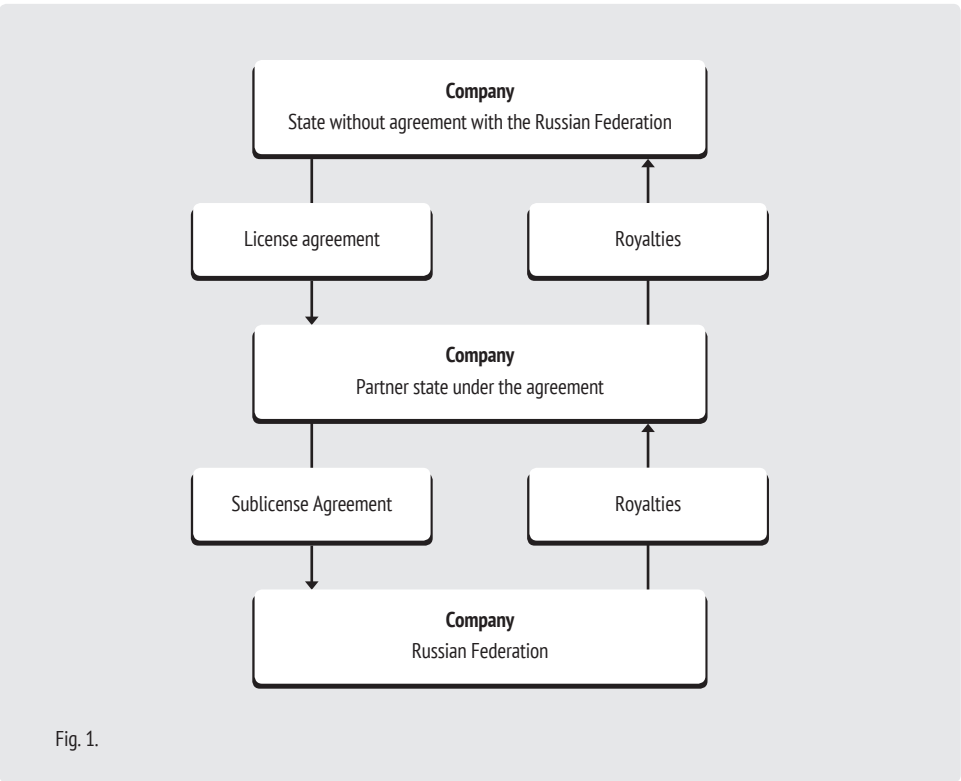 Company
State without agreement with the Russian Federation
License agreement
Royalties
Company
Partner state under the agreement
Sublicense Agreement
Royalties
Company
Russian Federation
Fig. 1.